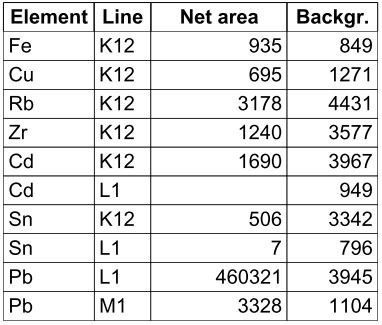 Element Line Net area Backgr.
Fe K12 935 849
Cu K12 695 1271
Rb K12 3178 4431
Zr K12 1240 3577
Cd K12 1690 3967
Cd L1 949
Sn K12 506 3342
Sn L1 7 796
Pb L1 460321 3945
Pb M1 3328 1104